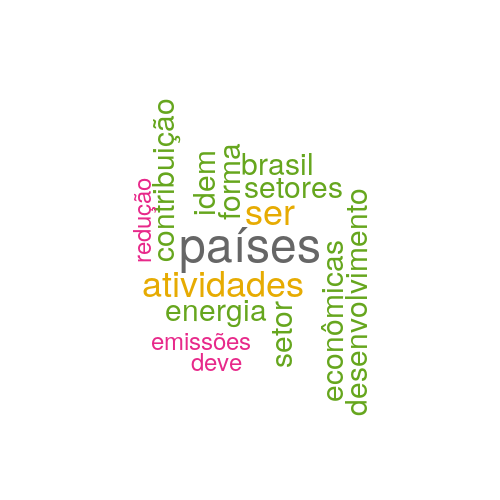 contribuição
redução
idem
forma
brasil
setores
ser
países
atividades
energia
setor
econômicas
desenvolvimento
emissões
deve